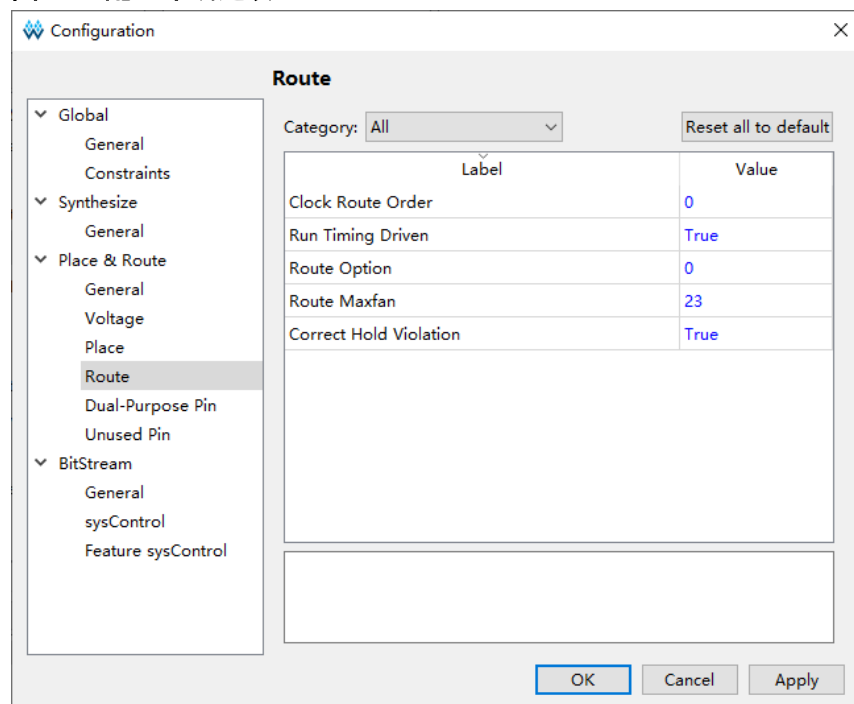 Configuration
Route
Global
General
Constraints
Synthesize
General
Place & Route
General
Voltage
Place
Route
Dual-Purpose Pin
Unused Pin
BitStream
General
sysControl
Feature sysControl
Category: All
Reset all to default
Label Value
Clock Route Order 0
Run Timing Driven True
Route Option 0
Route Maxfan 23
Correct Hold Violation True
OK Cancel Apply